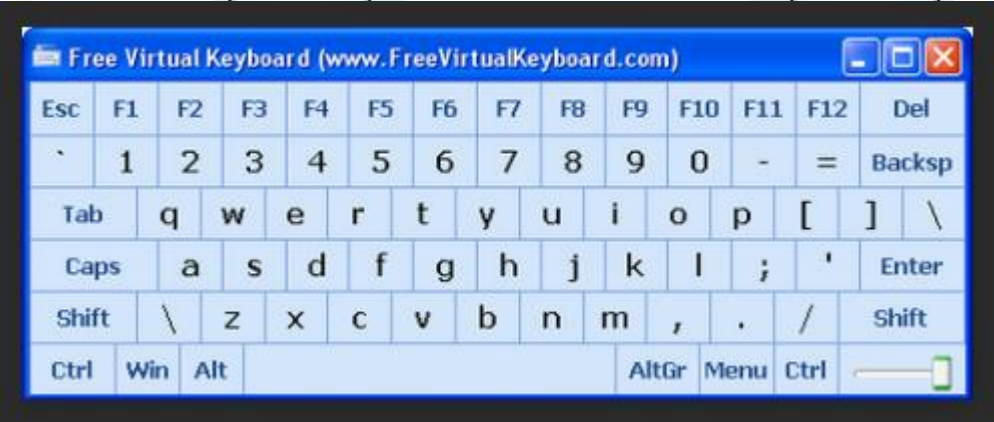 Free Virtual Keyboard (www.FreeVirtualKeyboard.com)
Esc F1 F2 F3 F4 F5 F6 F7 F8 F9 F10 F11 F12 Del
` 1 2 3 4 5 6 7 8 9 0 - = Backsp
Tab q w e r t y u i o p [ ] \
Caps a s d f g h j k l ; ' Enter
Shift \ z x c v b n m , . / Shift
Ctrl Win Alt AltGr Menu Ctrl